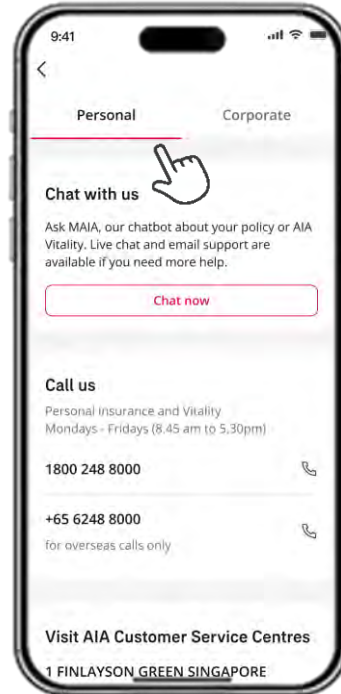 9:41
Personal
Corporate
Chat with us
Ask MAIA, our chatbot about your policy or AIA
Vitality. Live chat and email support are
available if you need more help.
Chat now
Call us
Personal Insurance and Vitality
Mondays - Fridays (8.45 am to 5.30pm)
1800 248 8000
+65 6248 8000
for overseas calls only
Visit AIA Customer Service Centres
1 FINLAYSON GREEN SINGAPORE